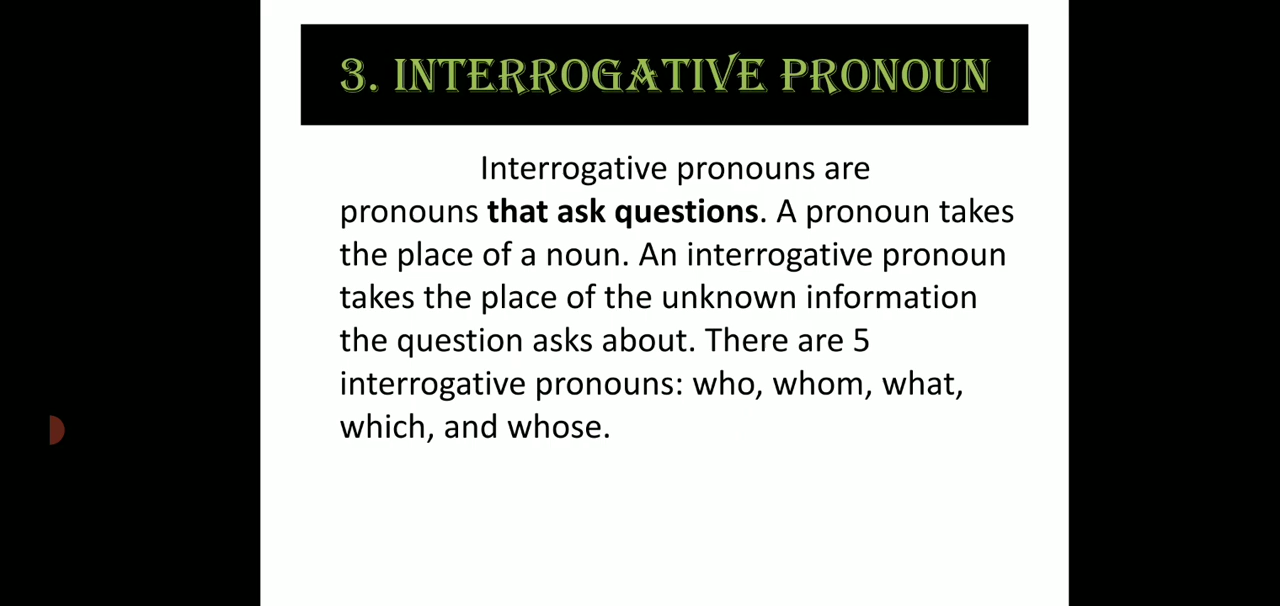 3. INTERROGATIVE PRONOUN
Interrogative pronouns are
pronouns that ask questions. A pronoun takes
the place of a noun. An interrogative pronoun
takes the place of the unknown information
the question asks about. There are 5
interrogative pronouns: who, whom, what,
which, and whose.